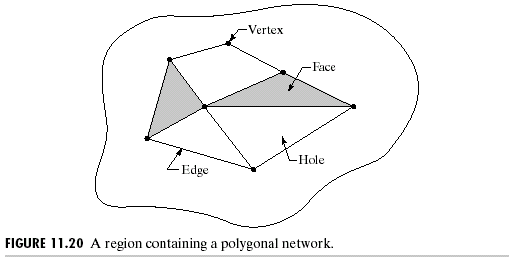 Vertex
Face
Hole
Edge
FIGURE 11.20 A region containing a polygonal network.